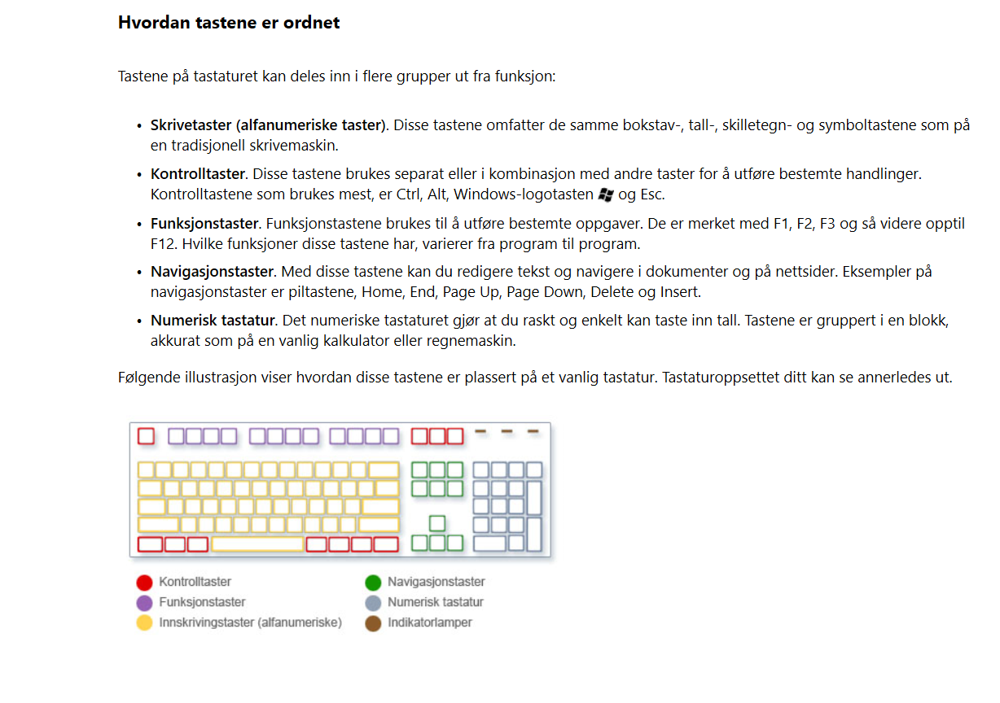 Hvordan tastene er ordnet
Tastene på tastaturet kan deles inn i flere grupper ut fra funksjon:
• Skrivetaster (alfanumeriske taster). Disse tastene omfatter de samme bokstav-, tall-, skilletegn- og symboltastene som på
en tradisjonell skrivemaskin.
• Kontrolltaster. Disse tastene brukes separat eller i kombinasjon med andre taster for å utføre bestemte handlinger.
Kontrolltastene som brukes mest, er Ctrl, Alt, Windows-logotasten og Esc.
• Funksjonstaster. Funksjonstastene brukes til å utføre bestemte oppgaver. De er merket med F1, F2, F3 og så videre opptil
F12. Hvilke funksjoner disse tastene har, varierer fra program til program.
• Navigasjonstaster. Med disse tastene kan du redigere tekst og navigere i dokumenter og på nettsider. Eksempler på
navigasjonstaster er piltastene, Home, End, Page Up, Page Down, Delete og Insert.
• Numerisk tastatur. Det numeriske tastaturet gjør at du raskt og enkelt kan taste inn tall. Tastene er gruppert i en blokk,
akkurat som på en vanlig kalkulator eller regnemaskin.
Følgende illustrasjon viser hvordan disse tastene er plassert på et vanlig tastatur. Tastaturoppsettet ditt kan se annerledes ut.
Kontrolltaster
Funksjonstaster
Innskrivingstaster (alfanumeriske)
Navigasjonstaster
Numerisk tastatur
Indikatorlamper